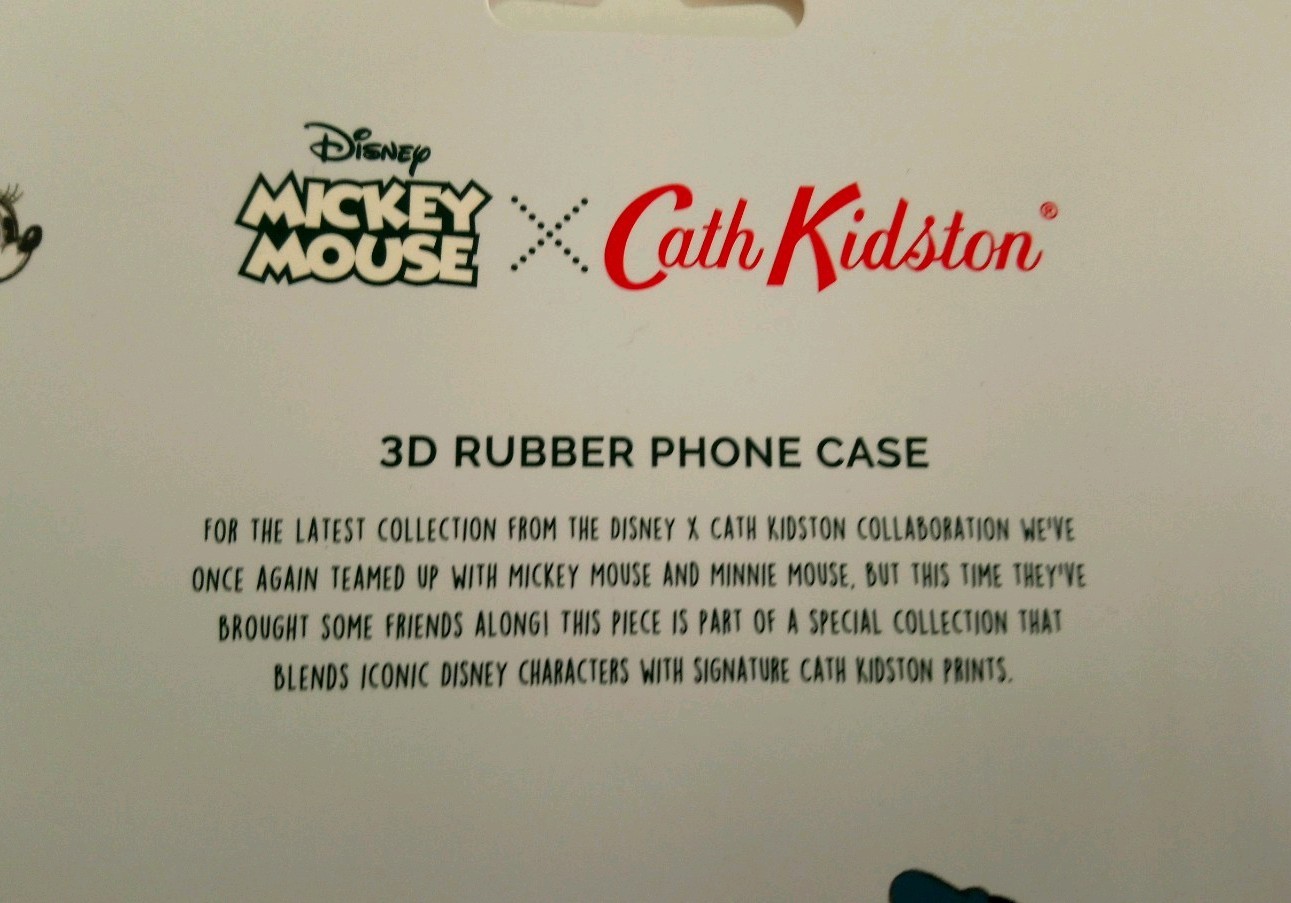 Disney
MICKEY MOUSE X Cath Kidston®
3D RUBBER PHONE CASE
FOR THE LATEST COLLECTION FROM THE DISNEY X CATH KIDSTON COLLABORATION WE'VE
ONCE AGAIN TEAMED UP WITH MICKEY MOUSE AND MINNIE MOUSE, BUT THIS TIME THEY'VE
BROUGHT SOME FRIENDS ALONG! THIS PIECE IS PART OF A SPECIAL COLLECTION THAT
BLENDS ICONIC DISNEY CHARACTERS WITH SIGNATURE CATH KIDSTON PRINTS.